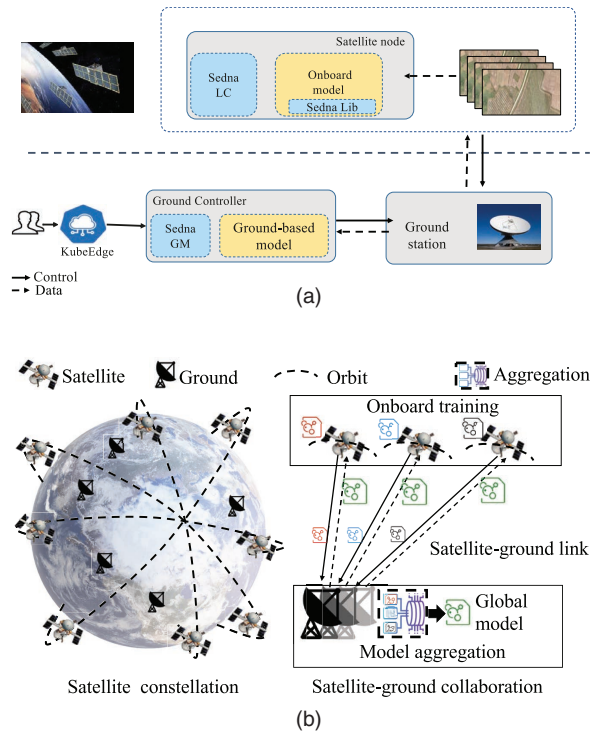 Satellite node
Sedna
LC
Onboard
model
Sedna Lib
Ground Controller
Sedna
GM
Ground-based
model
Ground
station
KubeEdge
Control
Data
(a)
Satellite
Ground
Orbit
Aggregation
Onboard training
Satellite-ground link
Global
model
Model aggregation
Satellite constellation
Satellite-ground collaboration
(b)